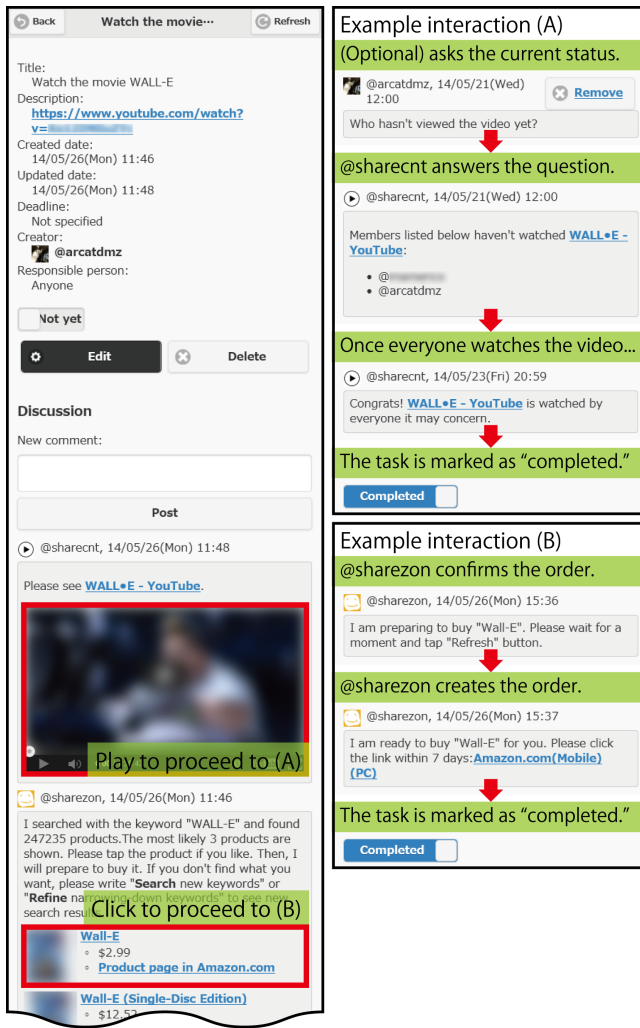 Back
Watch the movie…
Refresh
Title:
Watch the movie WALL-E
Description:
https://www.youtube.com/watch?
v=
Created date:
14/05/26(Mon) 11:46
Updated date:
14/05/26(Mon) 11:48
Deadline:
Not specified
Creator:
@arcatdmz
Responsible person:
Anyone
Not yet
Edit
Delete
Discussion
New comment:
Post
@sharecnt, 14/05/26(Mon) 11:48
Please see WALL•E - YouTube.
Play to proceed to (A)
@sharezon, 14/05/26(Mon) 11:46
I searched with the keyword "WALL-E" and found
247235 products.The most likely 3 products are
shown. Please tap the product if you like. Then, I
will prepare to buy it. If you don't find what you
want, please write "Search new keywords" or
"Refine narrowing down keywords" to see new
search resu
Click to proceed to (B)
Wall-E
◦ $2.99
◦ Product page in Amazon.com
Wall-E (Single-Disc Edition)
◦ $12.52
Example interaction (A)
(Optional) asks the current status.
@arcatdmz, 14/05/21(Wed)
12:00
Remove
Who hasn't viewed the video yet?
@sharecnt answers the question.
@sharecnt, 14/05/21(Wed) 12:00
Members listed below haven't watched WALL•E -
YouTube:
• @
• @arcatdmz
Once everyone watches the video...
@sharecnt, 14/05/23(Fri) 20:59
Congrats! WALL•E - YouTube is watched by
everyone it may concern.
The task is marked as “completed.”
Completed
Example interaction (B)
@sharezon confirms the order.
@sharezon, 14/05/26(Mon) 15:36
I am preparing to buy "Wall-E". Please wait for a
moment and tap "Refresh" button.
@sharezon creates the order.
@sharezon, 14/05/26(Mon) 15:37
I am ready to buy "Wall-E" for you. Please click
the link within 7 days:Amazon.com(Mobile)
(PC)
The task is marked as “completed.”
Completed